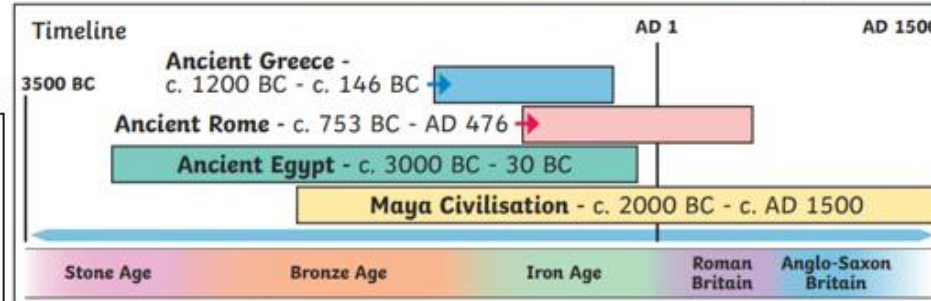 Timeline
AD 1
AD 1500
3500 BC
Ancient Greece -
c. 1200 BC - c. 146 BC
Ancient Rome - c. 753 BC - AD 476
Ancient Egypt - c. 3000 BC - 30 BC
Maya Civilisation - c. 2000 BC - c. AD 1500
Stone Age
Bronze Age
Iron Age
Roman
Britain
Anglo-Saxon
Britain